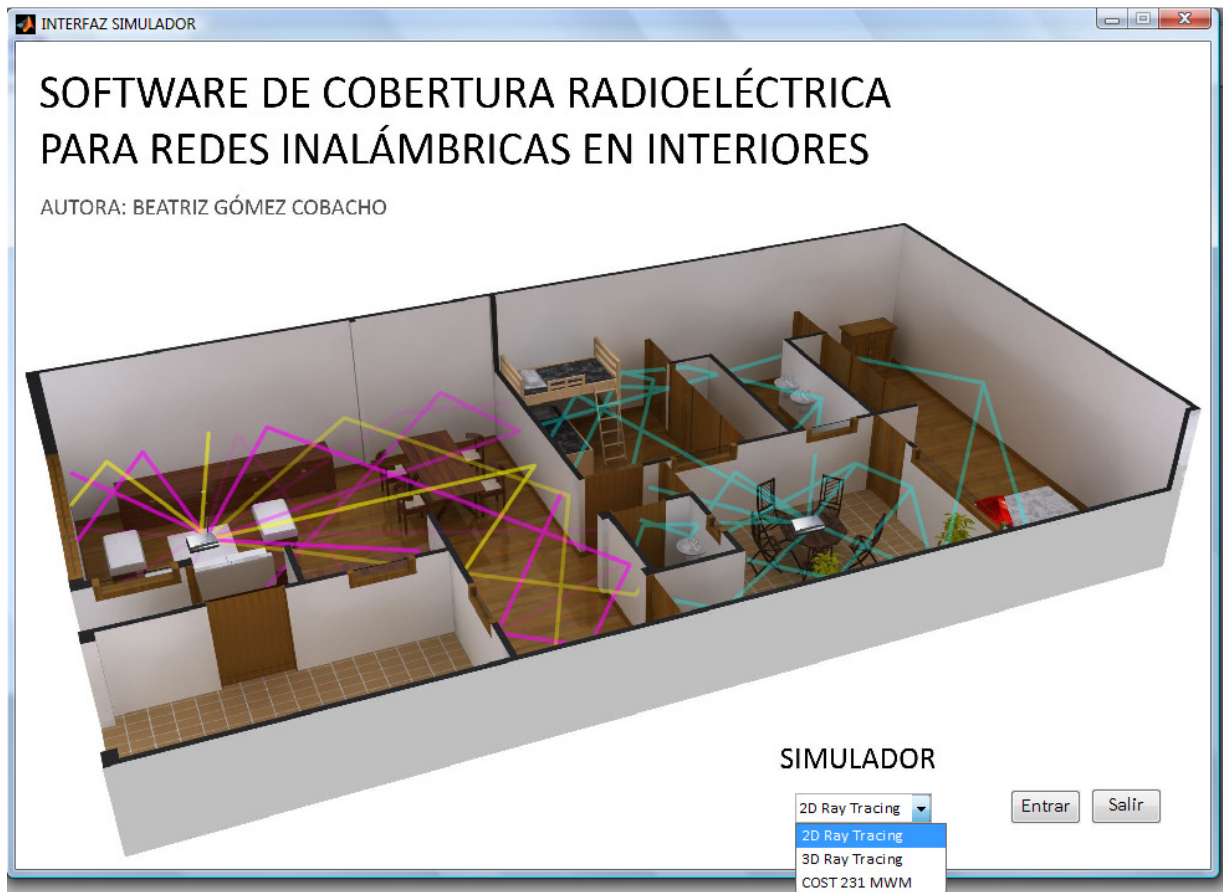 INTERFAZ SIMULADOR
SOFTWARE DE COBERTURA RADIOELÉCTRICA
PARA REDES INALÁMBRICAS EN INTERIORES
AUTORA: BEATRIZ GÓMEZ COBACHO
SIMULADOR
2D Ray Tracing
Entrar
Salir
2D Ray Tracing
3D Ray Tracing
COST 231 MWM